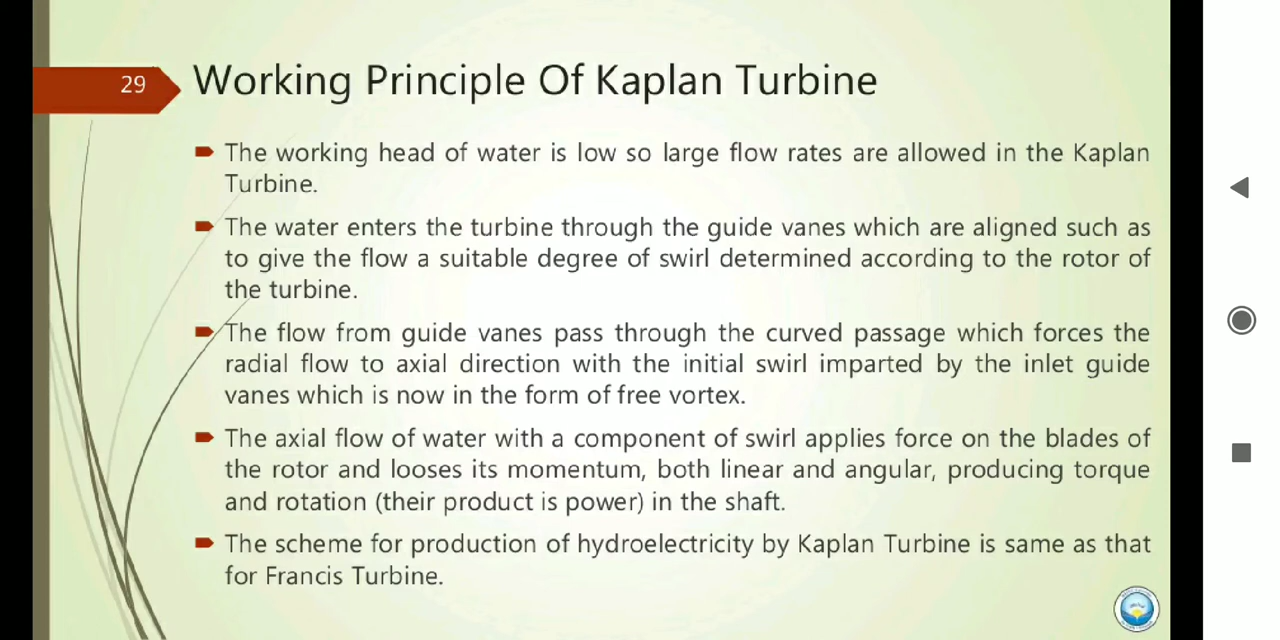 29
Working Principle Of Kaplan Turbine
The working head of water is low so large flow rates are allowed in the Kaplan
Turbine.
The water enters the turbine through the guide vanes which are aligned such as
to give the flow a suitable degree of swirl determined according to the rotor of
the turbine.
The flow from guide vanes pass through the curved passage which forces the
radial flow to axial direction with the initial swirl imparted by the inlet guide
vanes which is now in the form of free vortex.
The axial flow of water with a component of swirl applies force on the blades of
the rotor and looses its momentum, both linear and angular, producing torque
and rotation (their product is power) in the shaft.
The scheme for production of hydroelectricity by Kaplan Turbine is same as that
for Francis Turbine.